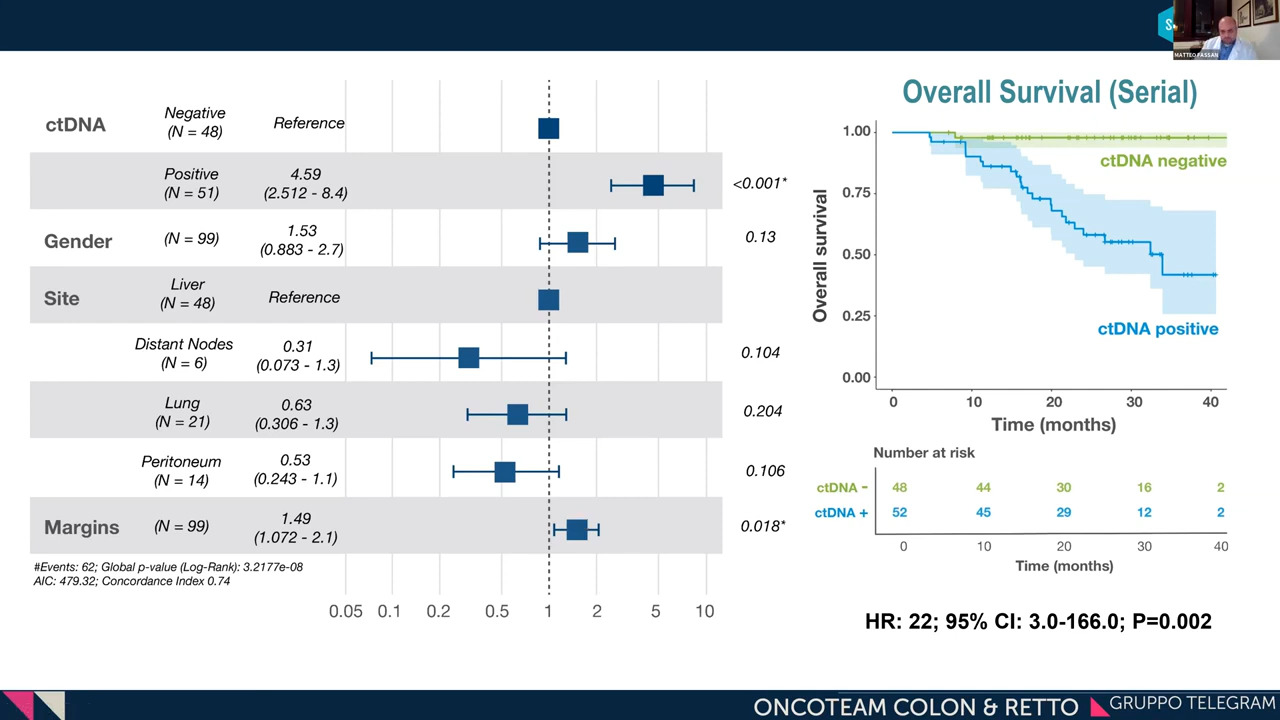 S
MATTEO FASSAN
ctDNA
Negative
(N = 48)
Reference
Positive
(N = 51)
4.59
(2.512 - 8.4)
<0.001*
Gender
(N = 99)
1.53
(0.883 - 2.7)
0.13
Site
Liver
(N = 48)
Reference
Distant Nodes
(N = 6)
0.31
(0.073 - 1.3)
0.104
Lung
(N = 21)
0.63
(0.306 - 1.3)
0.204
Peritoneum
(N = 14)
0.53
(0.243 - 1.1)
0.106
Margins
(N = 99)
1.49
(1.072 - 2.1)
0.018*
#Events: 62; Global p-value (Log-Rank): 3.2177e-08
AIC: 479.32; Concordance Index 0.74
0.05 0.1 0.2 0.5 1 2 5 10
Overall Survival (Serial)
Overall survival
1.00
0.75
0.50
0.25
0.00
ctDNA negative
ctDNA positive
0 10 20 30 40
Time (months)
Number at risk
ctDNA - 48 44 30 16 2
ctDNA + 52 45 29 12 2
0 10 20 30 40
Time (months)
HR: 22; 95% CI: 3.0-166.0; P=0.002
ONCOTEAM COLON & RETTO
GRUPPO TELEGRAM